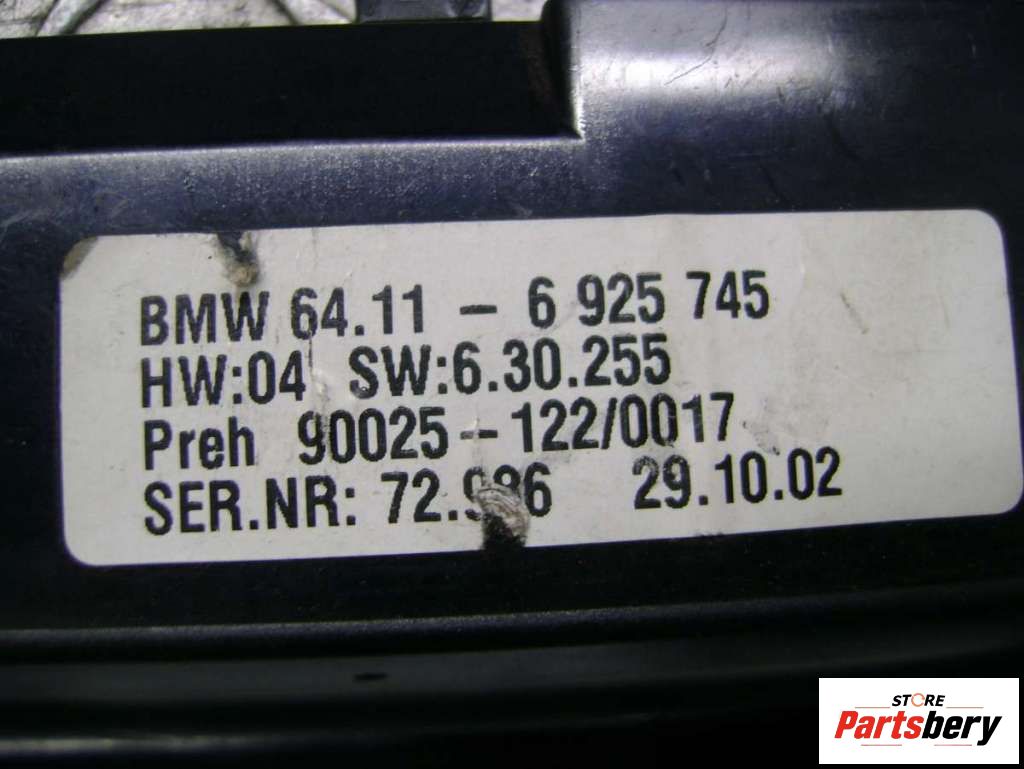 BMW 64.11 - 6 925 745
HW:04 SW:6.30.255
Preh 90025-122/0017
SER.NR: 29.10.02
STORE
Partsbery